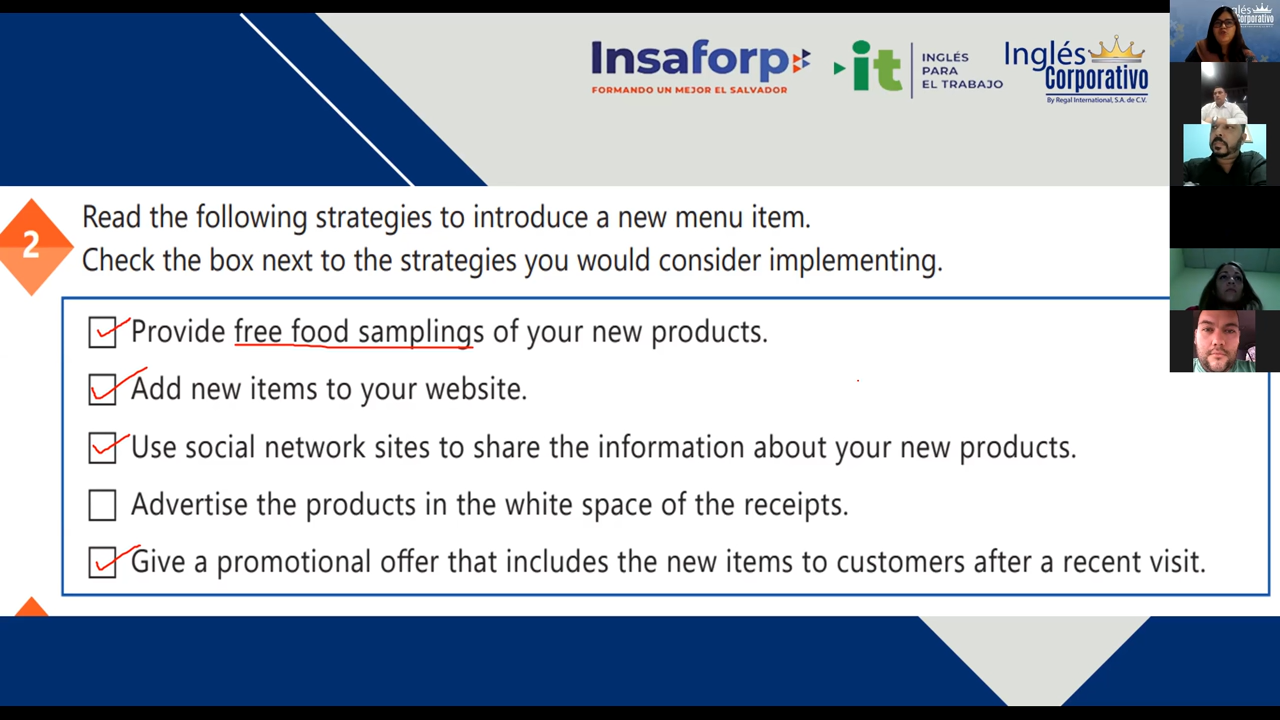 Insaforp
FORMANDO UN MEJOR EL SALVADOR
it
INGLÉS
PARA
EL TRABAJO
Inglés
Corporativo
By Regal International, S.A. de C.V.
Inglés
Corporativo
2
Read the following strategies to introduce a new menu item.
Check the box next to the strategies you would consider implementing.
Provide free food samplings of your new products.
Add new items to your website.
Use social network sites to share the information about your new products.
Advertise the products in the white space of the receipts.
Give a promotional offer that includes the new items to customers after a recent visit.